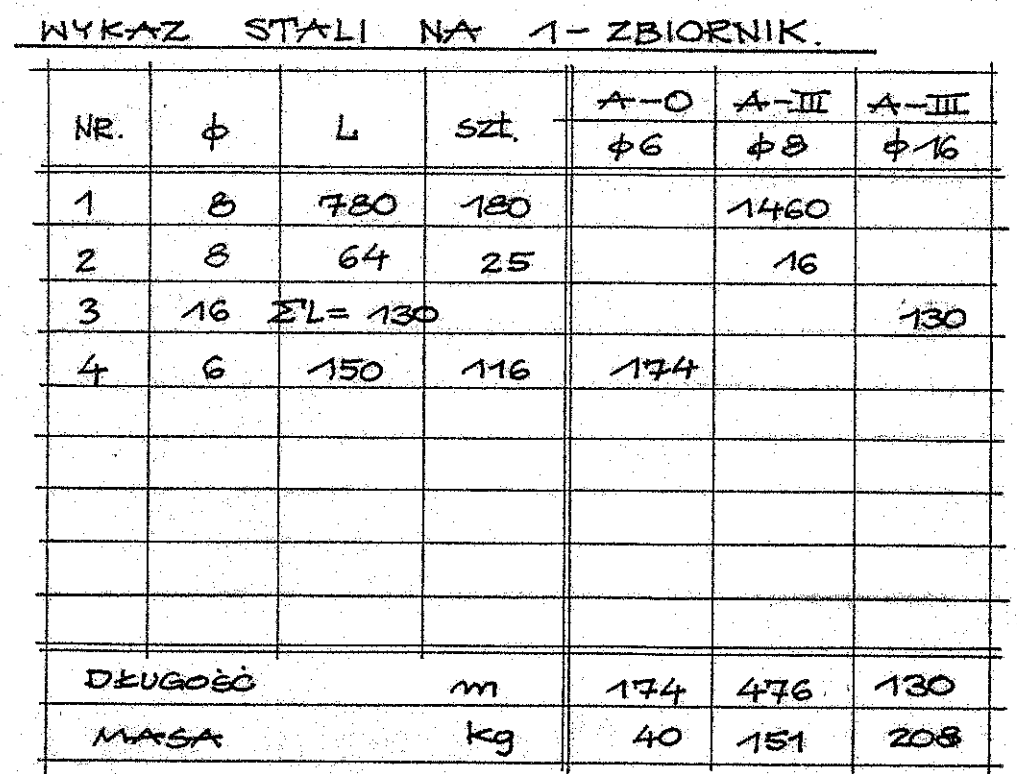 WYKAZ STALI NA 1-ZBIORNIK.
NR. ϕ L szt. A-0 A-III A-III
ϕ6 ϕ8 ϕ16
1 8 780 180 1460
2 8 64 25 16
3 16 ΣL= 130 130
4 6 150 116 174
DŁUGOŚĆ m 174 476 130
MASA kg 40 151 208